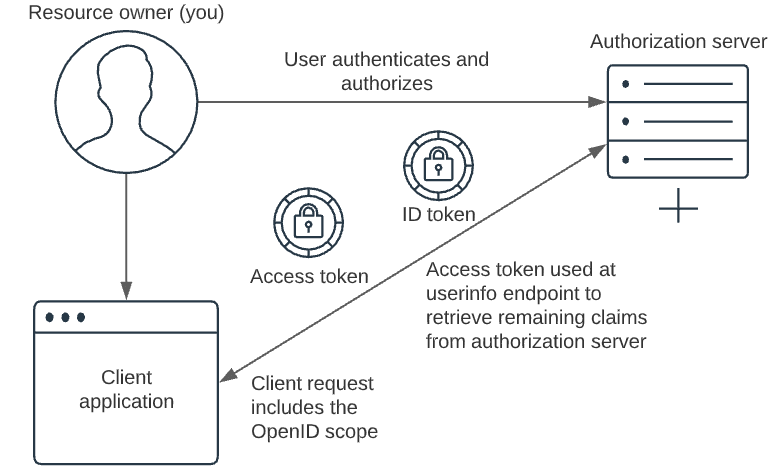 Resource owner (you)
Authorization server
User authenticates and
authorizes
ID token
Access token
Access token used at
userinfo endpoint to
retrieve remaining claims
from authorization server
Client
application
Client request
includes the
OpenID scope